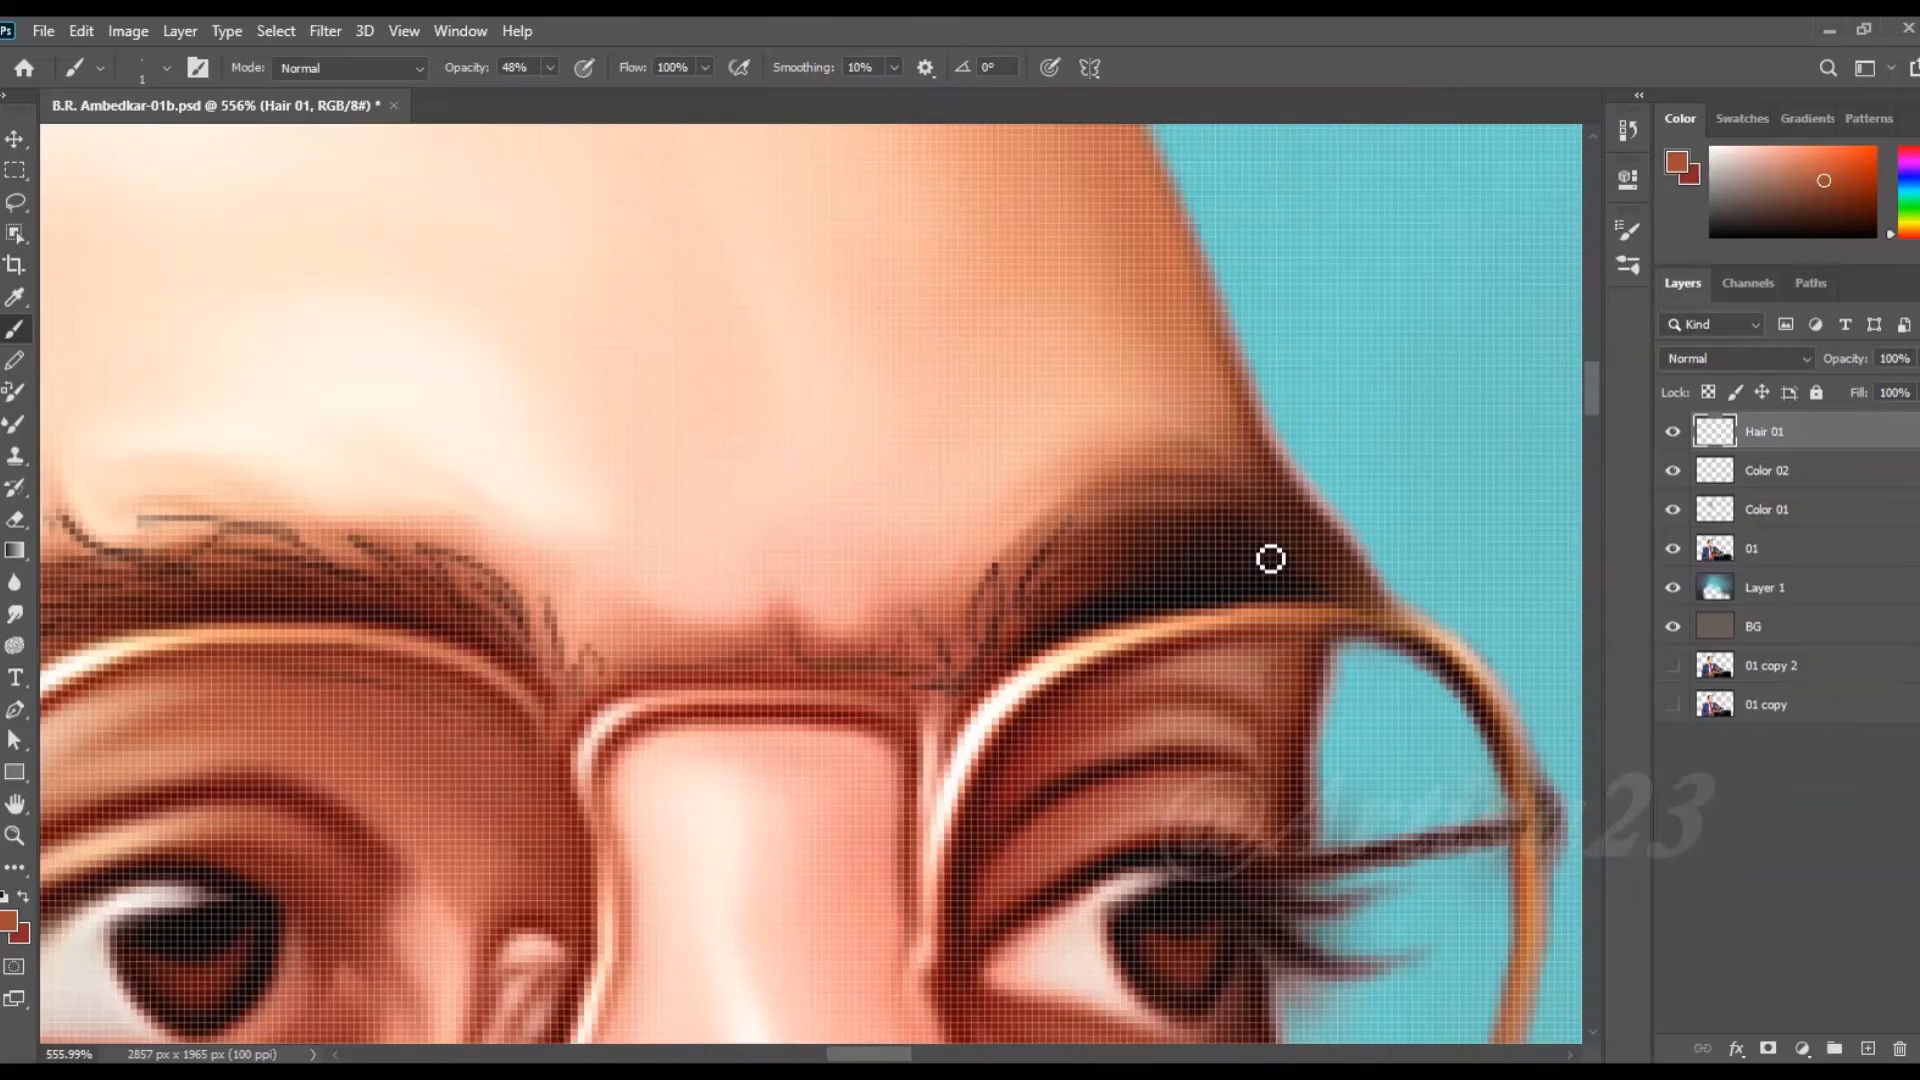 Ps File Edit Image Layer Type Select Filter 3D View Window Help
1 Mode: Normal Opacity: 48% Flow: 100% Smoothing: 10% 0°
B.R. Ambedkar-01b.psd @ 556% (Hair 01, RGB/8#) * ×
Color Swatches Gradients Patterns
Layers Channels Paths
Kind
Normal Opacity: 100%
Lock: Fill: 100%
Hair 01
Color 02
Color 01
01
Layer 1
BG
01 copy 2
01 copy
23
555.99% 2857 px x 1965 px (100 ppi)